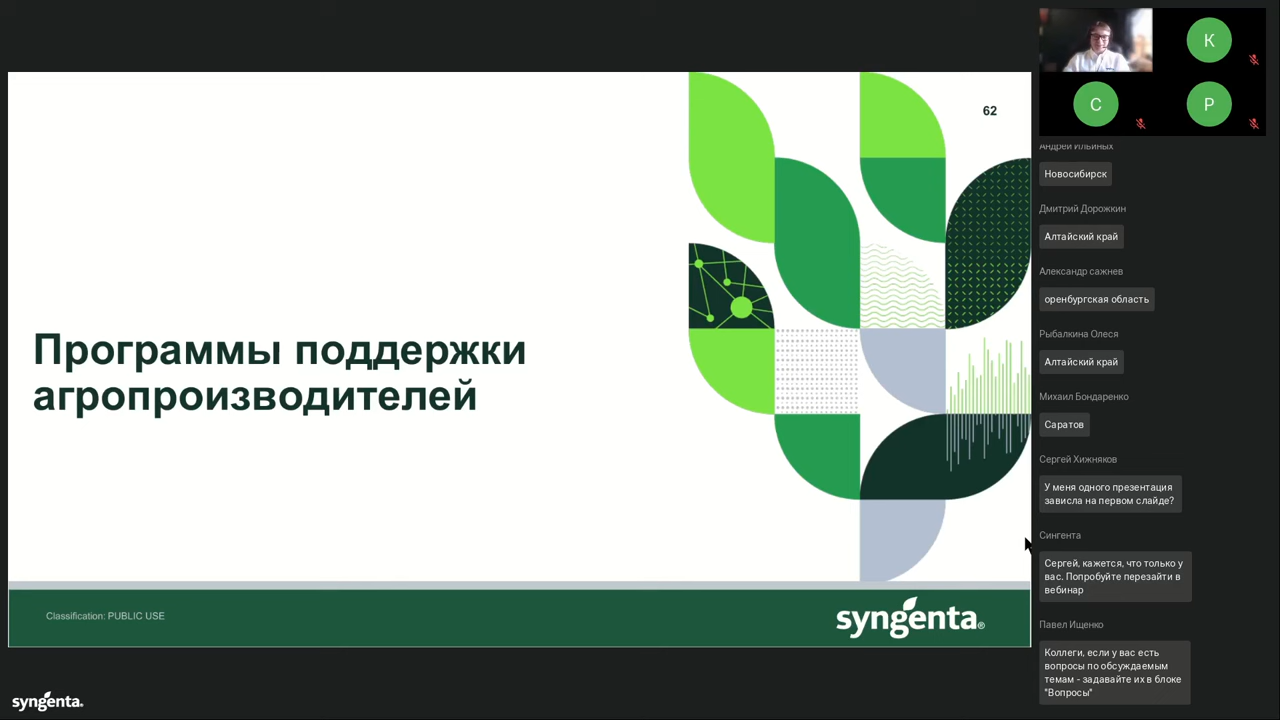 62
Программы поддержки
агропроизводителей
Classification: PUBLIC USE
syngenta®
syngenta.
К
С
Р
Андрей Ильиных
Новосибирск
Дмитрий Дорожкин
Алтайский край
Александр сажнев
оренбургская область
Рыбалкина Олеся
Алтайский край
Михаил Бондаренко
Саратов
Сергей Хижняков
У меня одного презентация
зависла на первом слайде?
Сингента
Сергей, кажется, что только у
вас. Попробуйте перезайти в
вебинар
Павел Ищенко
Коллеги, если у вас есть
вопросы по обсуждаемым
темам - задавайте их в блоке
"Вопросы"